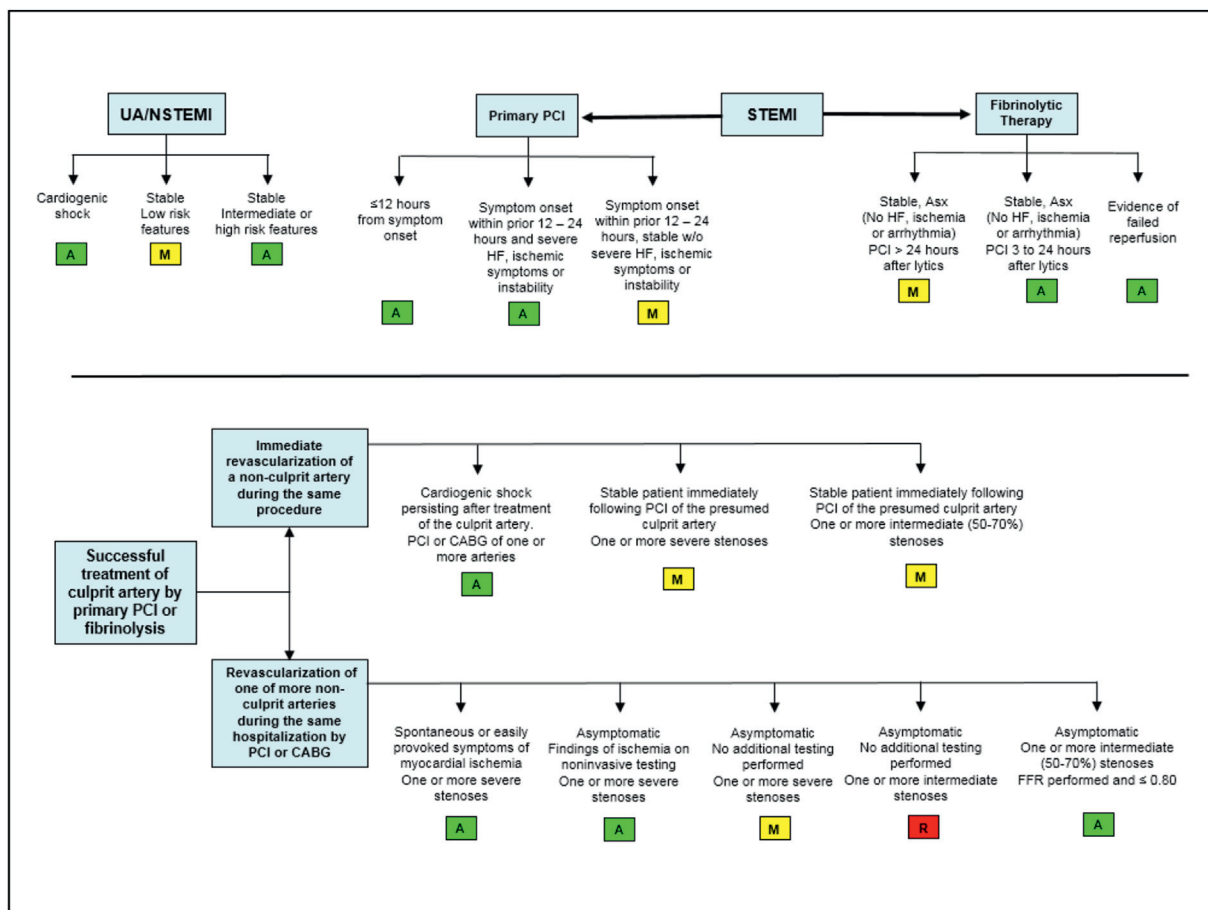 UA/NSTEMI
Cardiogenic
shock
A
Stable
Low risk
features
M
Stable
Intermediate or
high risk features
A
Primary PCI
STEMI
Fibrinolytic
Therapy
≤12 hours
from symptom
onset
A
Symptom onset
within prior 12 – 24
hours and severe
HF, ischemic
symptoms or
instability
A
Symptom onset
within prior 12 – 24
hours, stable w/o
severe HF, ischemic
symptoms or
instability
M
Stable, Asx
(No HF, ischemia
or arrhythmia)
PCI > 24 hours
after lytics
M
Stable, Asx
(No HF, ischemia
or arrhythmia)
PCI 3 to 24 hours
after lytics
A
Evidence of
failed
reperfusion
A
Successful
treatment of
culprit artery by
primary PCI or
fibrinolysis
Immediate
revascularization of
a non-culprit artery
during the same
procedure
Cardiogenic shock
persisting after treatment
of the culprit artery.
PCI or CABG of one or
more arteries
A
Stable patient immediately
following PCI of the presumed
culprit artery
One or more severe stenoses
M
Stable patient immediately following
PCI of the presumed culprit artery
One or more intermediate (50-70%)
stenoses
M
Revascularization of
one of more non-
culprit arteries
during the same
hospitalization by
PCI or CABG
Spontaneous or easily
provoked symptoms of
myocardial ischemia
One or more severe
stenoses
A
Asymptomatic
Findings of ischemia on
noninvasive testing
One or more severe
stenoses
A
Asymptomatic
No additional testing
performed
One or more severe
stenoses
M
Asymptomatic
No additional testing
performed
One or more intermediate
stenoses
R
Asymptomatic
One or more intermediate
(50-70%) stenoses
FFR performed and ≤ 0.80
A